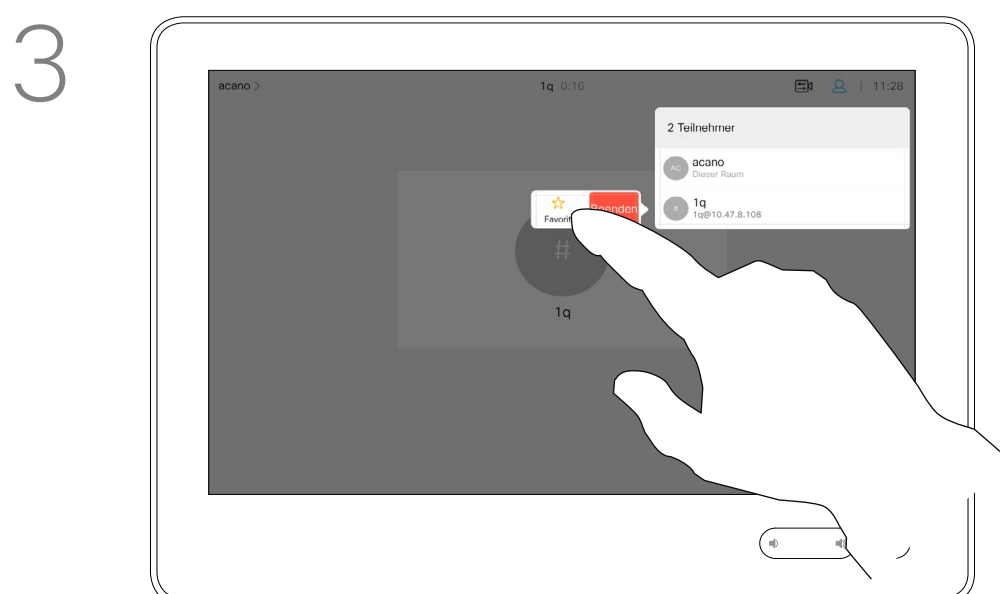 3
acano >
1q 0:16
11:28
2 Teilnehmer
AC
acano
Dieser Raum
#
1q
1q@10.47.8.108
Beenden
#
1q